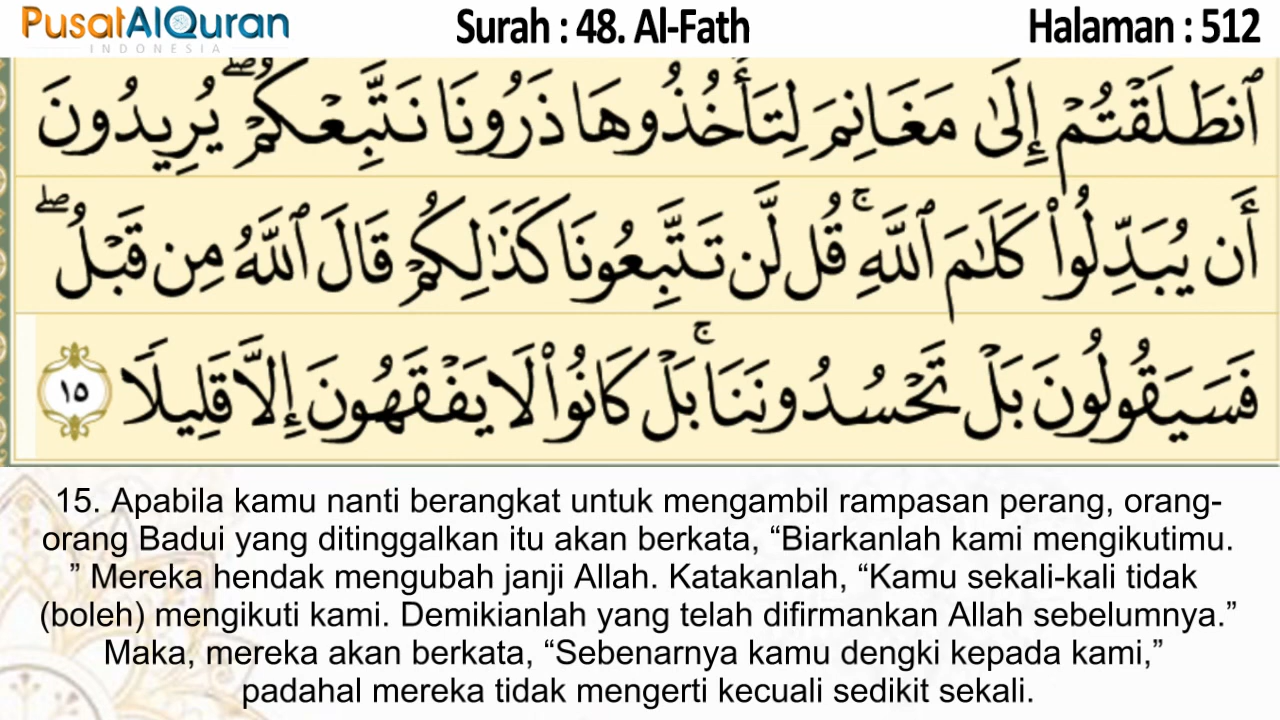 PusatAlQuran
INDONESIA
Surah : 48. Al-Fath
Halaman : 512
ٱنطَلَقْتُمْ إِلَىٰ مَغَانِمَ لِتَأْخُذُوهَا ذَرُونَا نَتَّبِعْكُمْ ۖ يُرِيدُونَ
أَن يُبَدِّلُوا۟ كَلَـٰمَ ٱللَّهِ ۚ قُل لَّن تَتَّبِعُونَا كَذَٰلِكُمْ قَالَ ٱللَّهُ مِن قَبْلُ ۖ
فَسَيَقُولُونَ بَلْ تَحْسُدُونَنَا ۚ بَلْ كَانُوا۟ لَا يَفْقَهُونَ إِلَّا قَلِيلًا ١٥
15. Apabila kamu nanti berangkat untuk mengambil rampasan perang, orang-
orang Badui yang ditinggalkan itu akan berkata, “Biarkanlah kami mengikutimu.
” Mereka hendak mengubah janji Allah. Katakanlah, “Kamu sekali-kali tidak
(boleh) mengikuti kami. Demikianlah yang telah difirmankan Allah sebelumnya.”
Maka, mereka akan berkata, “Sebenarnya kamu dengki kepada kami,”
padahal mereka tidak mengerti kecuali sedikit sekali.